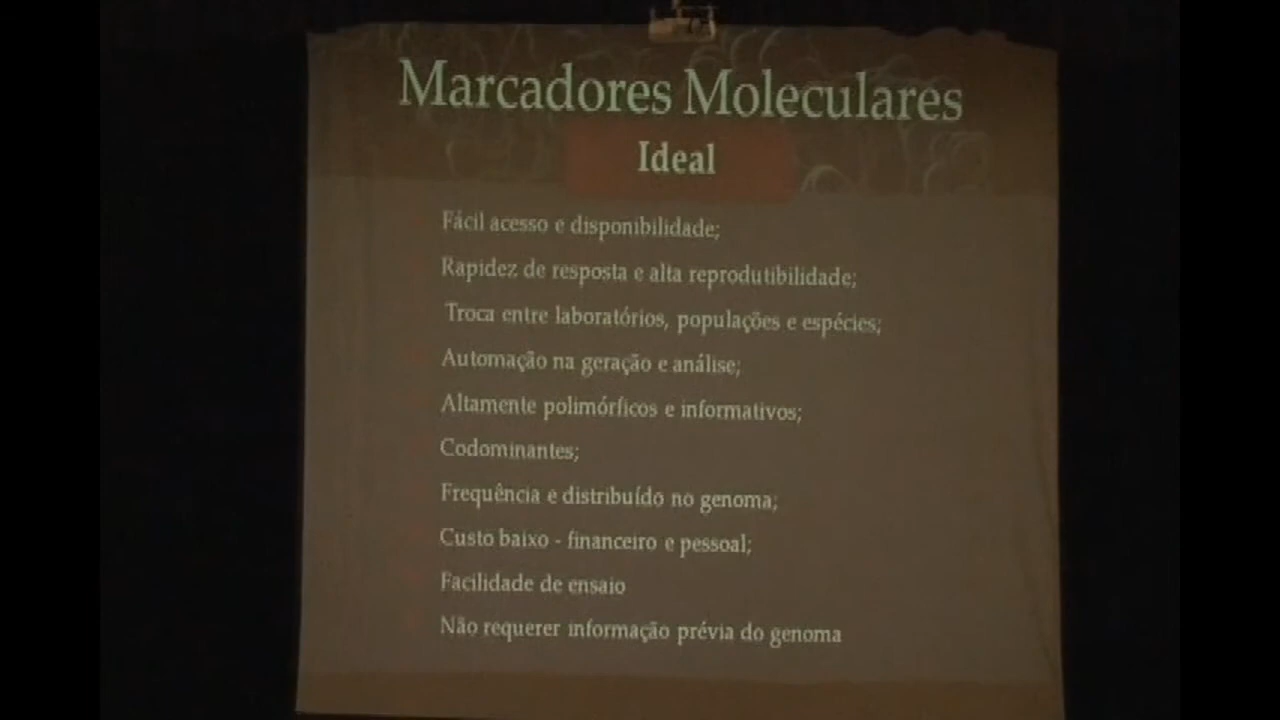 Marcadores Moleculares
Ideal
Fácil acesso e disponibilidade;
Rapidez de resposta e alta reprodutibilidade;
Troca entre laboratórios, populações e espécies;
Automação na geração e análise;
Altamente polimórficos e informativos;
Codominantes;
Frequência e distribuído no genoma;
Custo baixo - financeiro e pessoal;
Facilidade de ensaio
Não requerer informação prévia do genoma